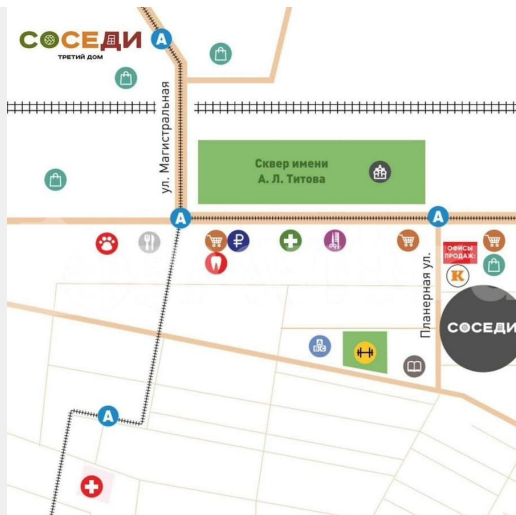 СОСЕДИ
ТРЕТИЙ ДОМ
А
ул. Магистральная
Сквер имени
А. Л. Титова
А
А
₽
ОФИСЫ
ПРОДАЖ:
К
Планерная ул.
СОСЕДИ
А